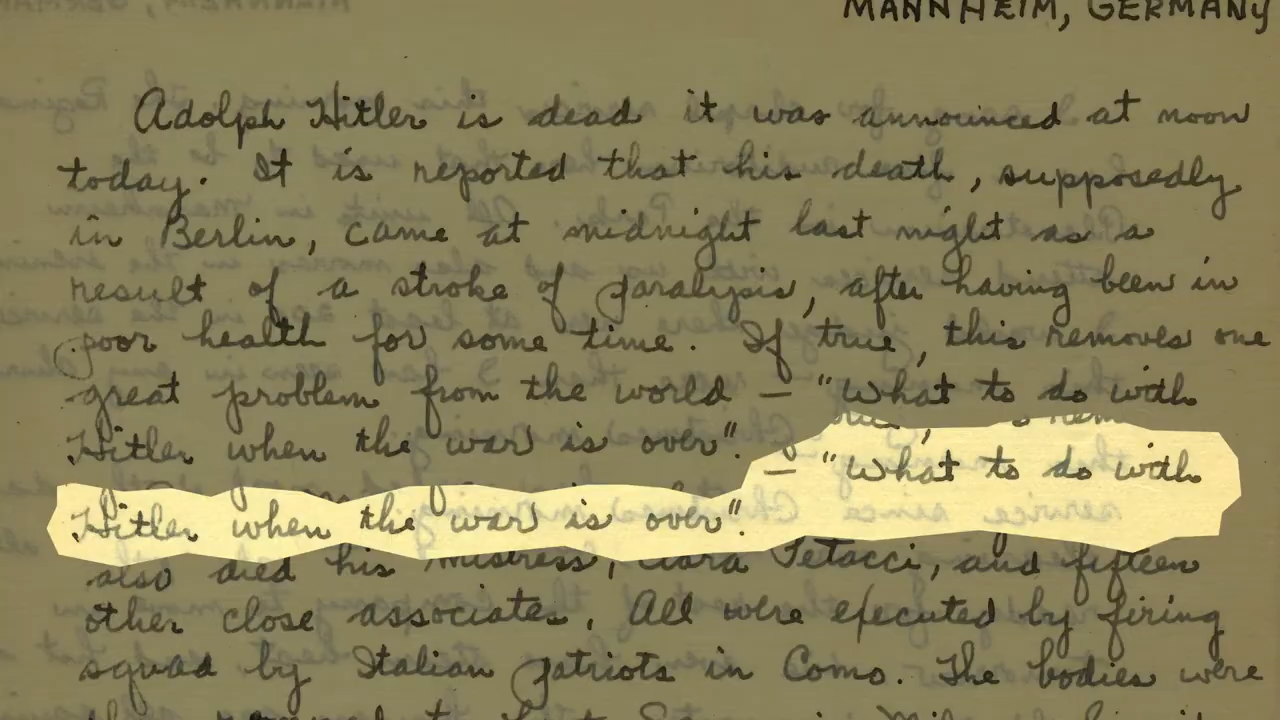 MANNHEIM, GERMANY
Adolph Hitler is dead it was announced at noon
today. It is reported that his death, supposedly
in Berlin, came at midnight last night as a
result of a stroke of paralysis, after having been in
poor health for some time. If true, this removes one
great problem from the world — "What to do with
Hitler when the war is over".
— "What to do with
Hitler when the war is over".
also died his mistress, Clara Petacci, and fifteen
other close associates. All were executed by firing
squad by Italian patriots in Como. The bodies were